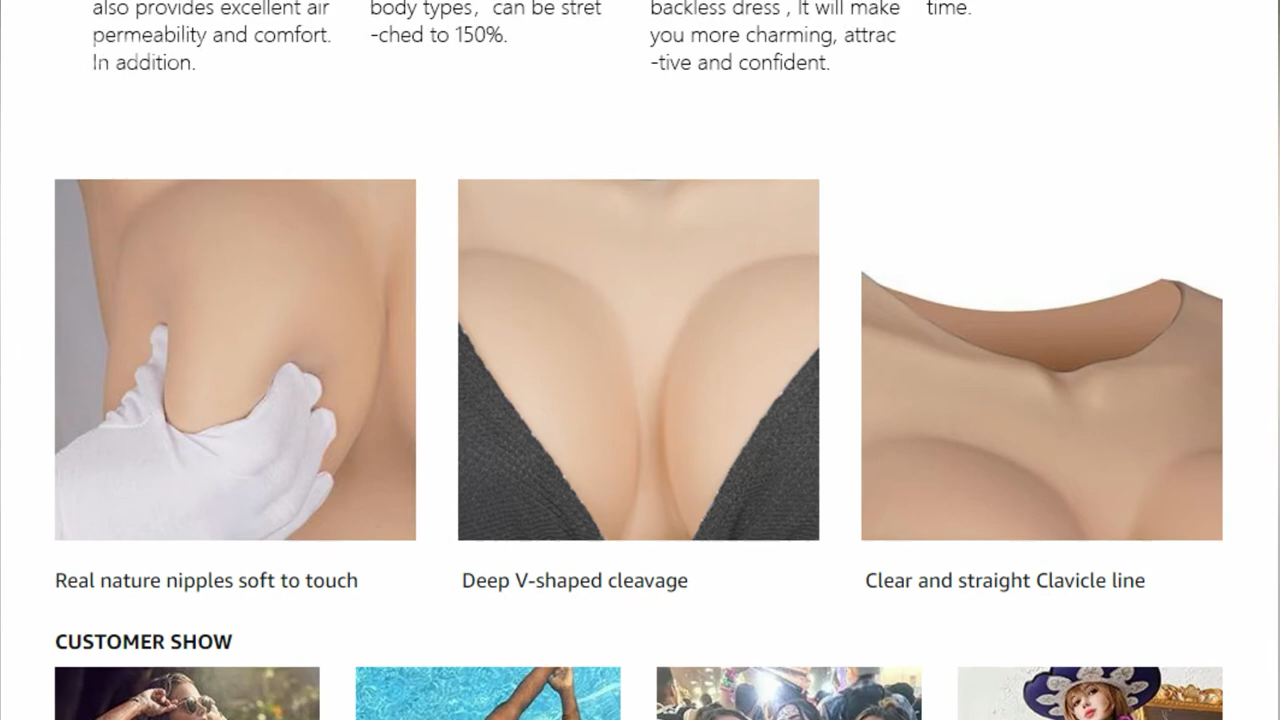 also provides excellent air
permeability and comfort.
In addition.
body types, can be stret
-ched to 150%.
backless dress , It will make
you more charming, attrac
-tive and confident.
time.
Real nature nipples soft to touch
Deep V-shaped cleavage
Clear and straight Clavicle line
CUSTOMER SHOW